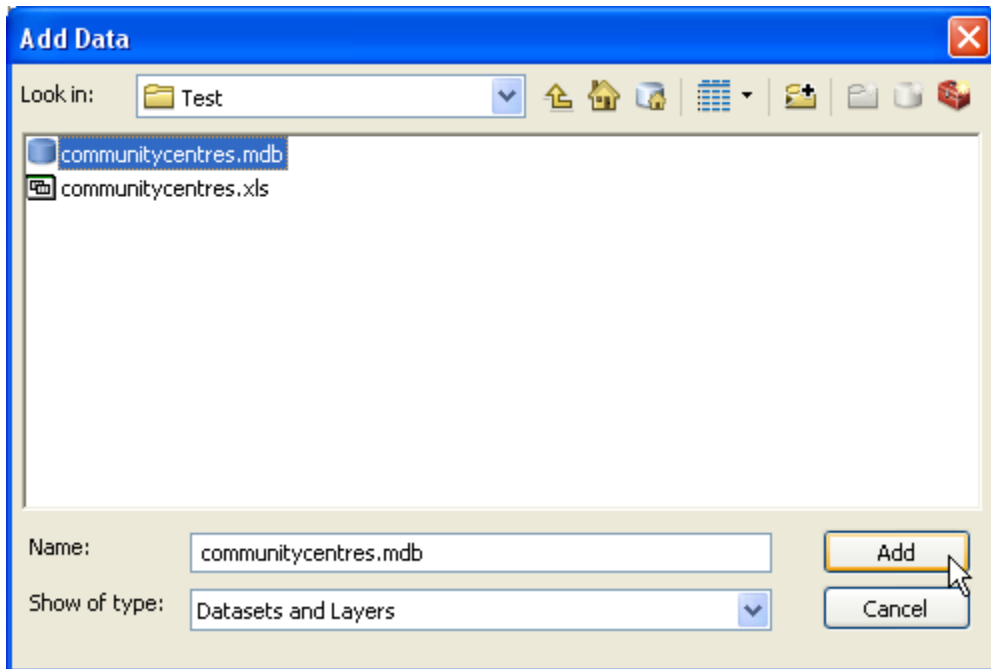 Add Data
Look in:
Test
communitycentres.mdb
communitycentres.xls
Name:
communitycentres.mdb
Add
Show of type:
Datasets and Layers
Cancel